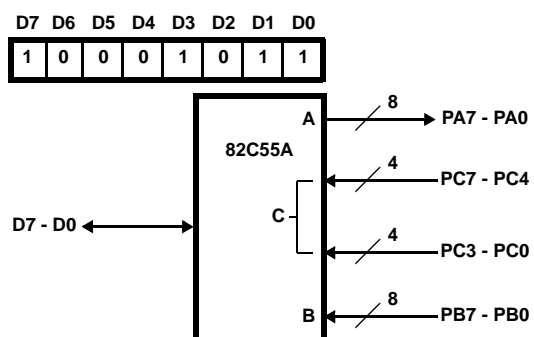 D7 D6 D5 D4 D3 D2 D1 D0
1 0 0 0 1 0 1 1
A 8 PA7 - PA0
82C55A
4 PC7 - PC4
C
D7 - D0
4 PC3 - PC0
B 8 PB7 - PB0